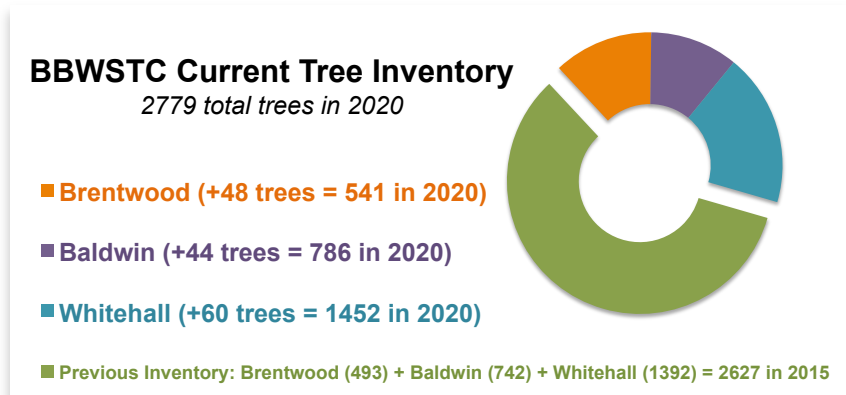 BBWSTC Current Tree Inventory
2779 total trees in 2020
Brentwood (+48 trees = 541 in 2020)
Baldwin (+44 trees = 786 in 2020)
Whitehall (+60 trees = 1452 in 2020)
Previous Inventory: Brentwood (493) + Baldwin (742) + Whitehall (1392) = 2627 in 2015